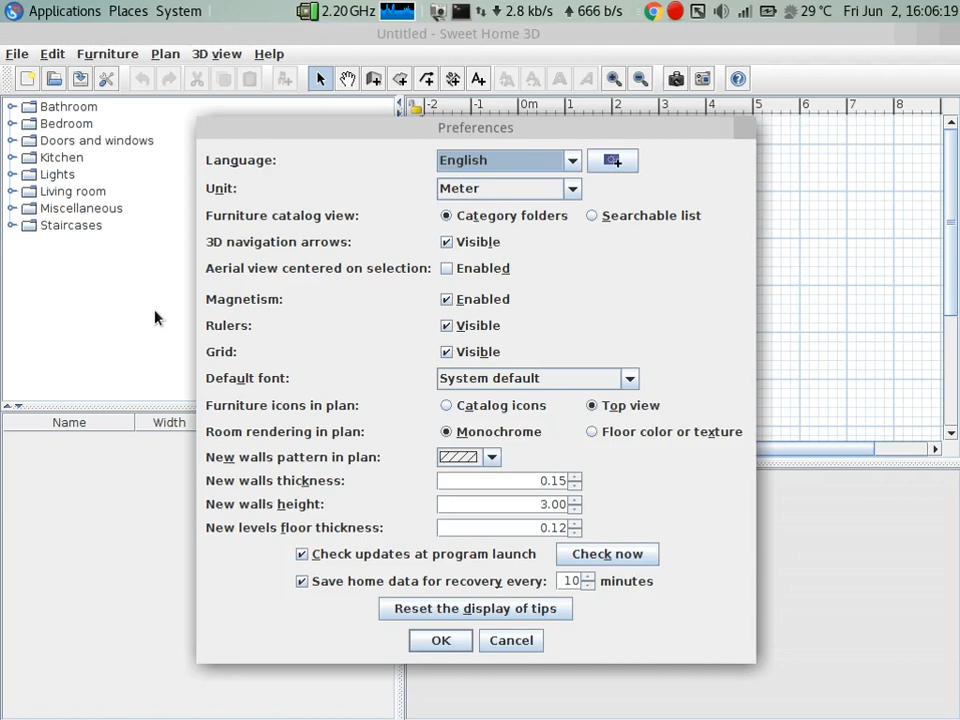 Applications Places System 2.20 GHz 2.8 kb/s 666 b/s 29 °C Fri Jun 2, 16:06:19
Untitled - Sweet Home 3D
File Edit Furniture Plan 3D view Help
Bathroom
Bedroom
Doors and windows
Kitchen
Lights
Living room
Miscellaneous
Staircases
-2 -1 0m 1 2 3 4 5 6 7 8
Name Width
Preferences
Language: English
Unit: Meter
Furniture catalog view: Category folders Searchable list
3D navigation arrows: Visible
Aerial view centered on selection: Enabled
Magnetism: Enabled
Rulers: Visible
Grid: Visible
Default font: System default
Furniture icons in plan: Catalog icons Top view
Room rendering in plan: Monochrome Floor color or texture
New walls pattern in plan:
New walls thickness: 0.15
New walls height: 3.00
New levels floor thickness: 0.12
Check updates at program launch Check now
Save home data for recovery every: 10 minutes
Reset the display of tips
OK Cancel